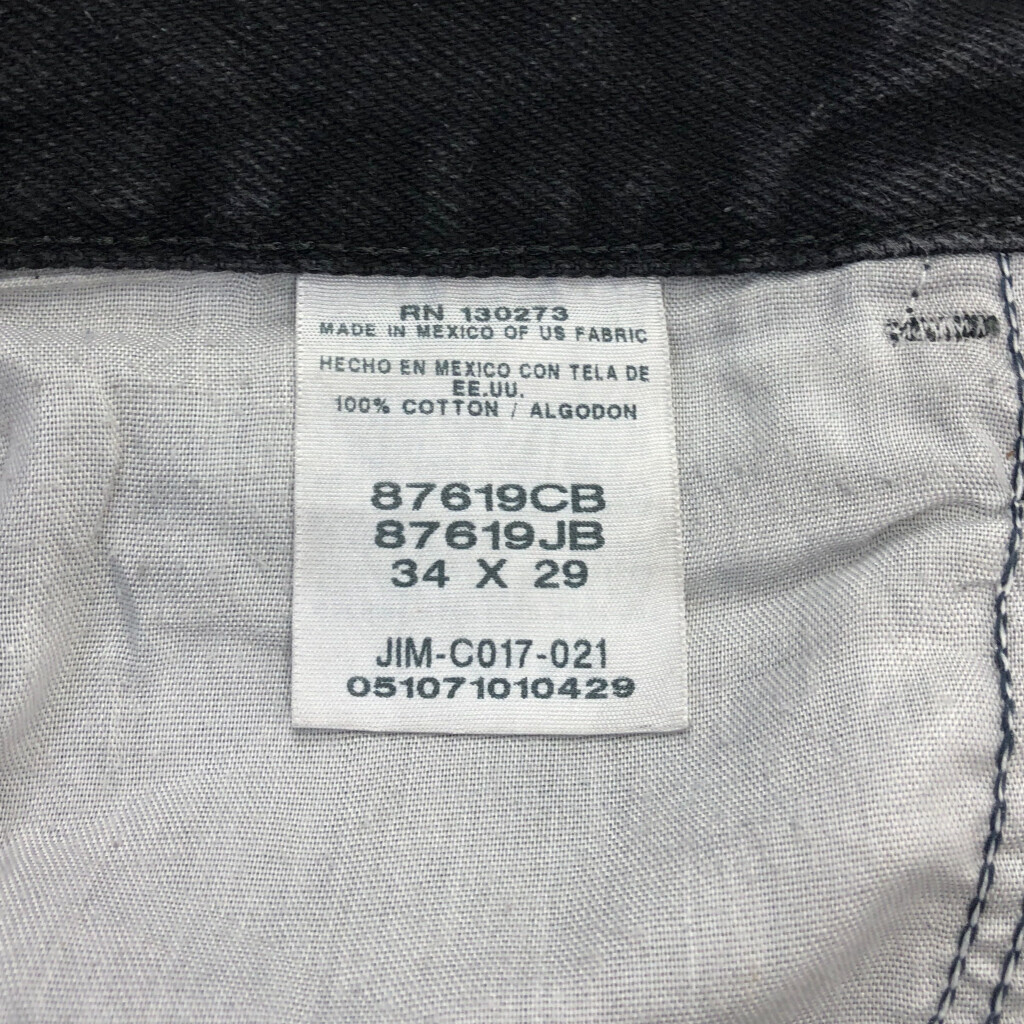 RN 130273
MADE IN MEXICO OF US FABRIC
HECHO EN MEXICO CON TELA DE
EE.UU.
100% COTTON / ALGODON
87619CB
87619JB
34 X 29
JIM-C017-021
051071010429